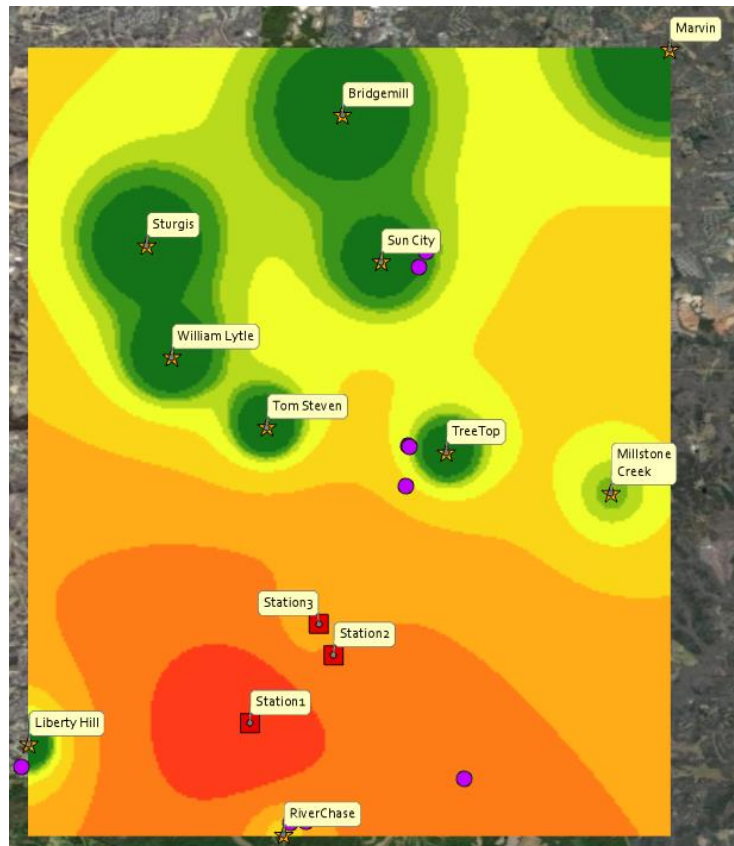 Marvin
Bridgemill
Sturgis
Sun City
William Lytle
Tom Steven
TreeTop
Millstone
Creek
Station3
Station2
Station1
Liberty Hill
RiverChase